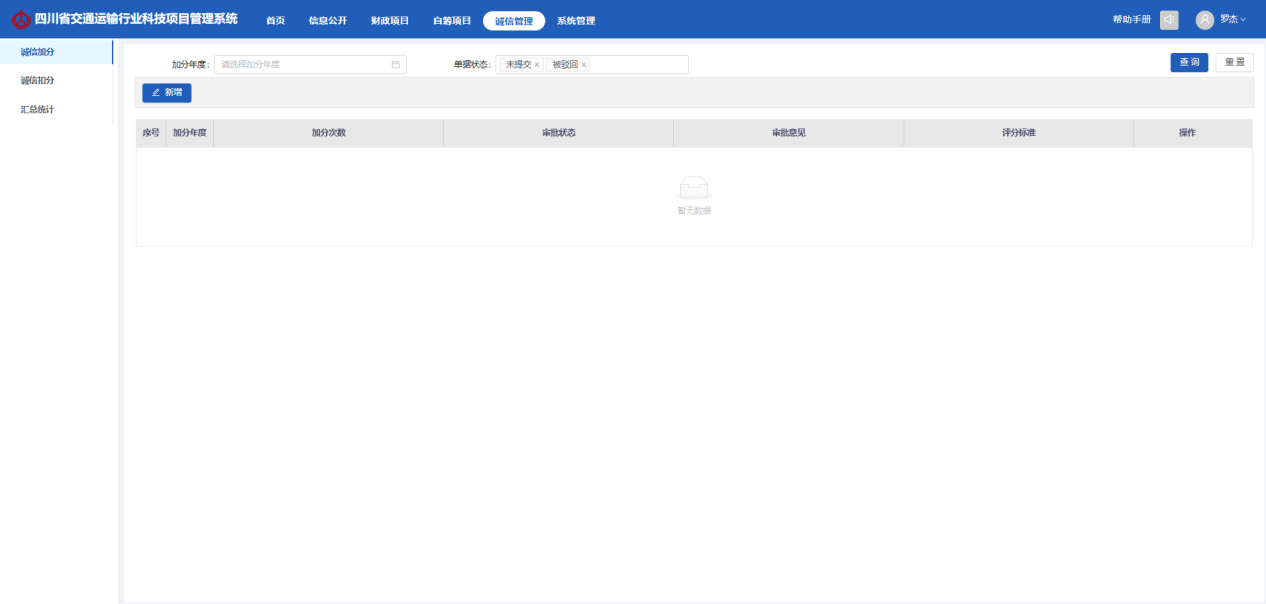 四川省交通运输行业科技项目管理系统 首页 信息公开 财政项目 自筹项目 诚信管理 系统管理 帮助手册 罗杰
诚信加分
诚信扣分
汇总统计
加分年度: 请选择加分年度 单据状态: 未提交 × 被驳回 × 查询 重置
新增
序号 加分年度 加分次数 审批状态 审批意见 评分标准 操作
暂无数据